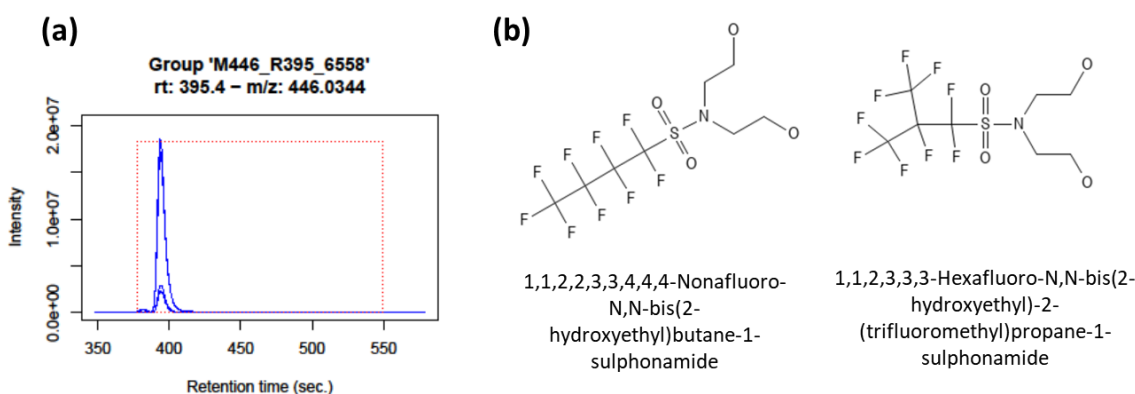 (a)
Group 'M446_R395_6558'
rt: 395.4 − m/z: 446.0344
Intensity
0.0e+00
1.0e+07
2.0e+07
350
400
450
500
550
Retention time (sec.)
(b)
O
O
N
S
O
O
F
F
F
F
F
F
F
F
F
1,1,2,2,3,3,4,4,4-Nonafluoro-
N,N-bis(2-
hydroxyethyl)butane-1-
sulphonamide
O
O
N
S
O
O
F
F
F
F
F
F
F
F
F
1,1,2,3,3,3-Hexafluoro-N,N-bis(2-
hydroxyethyl)-2-
(trifluoromethyl)propane-1-
sulphonamide